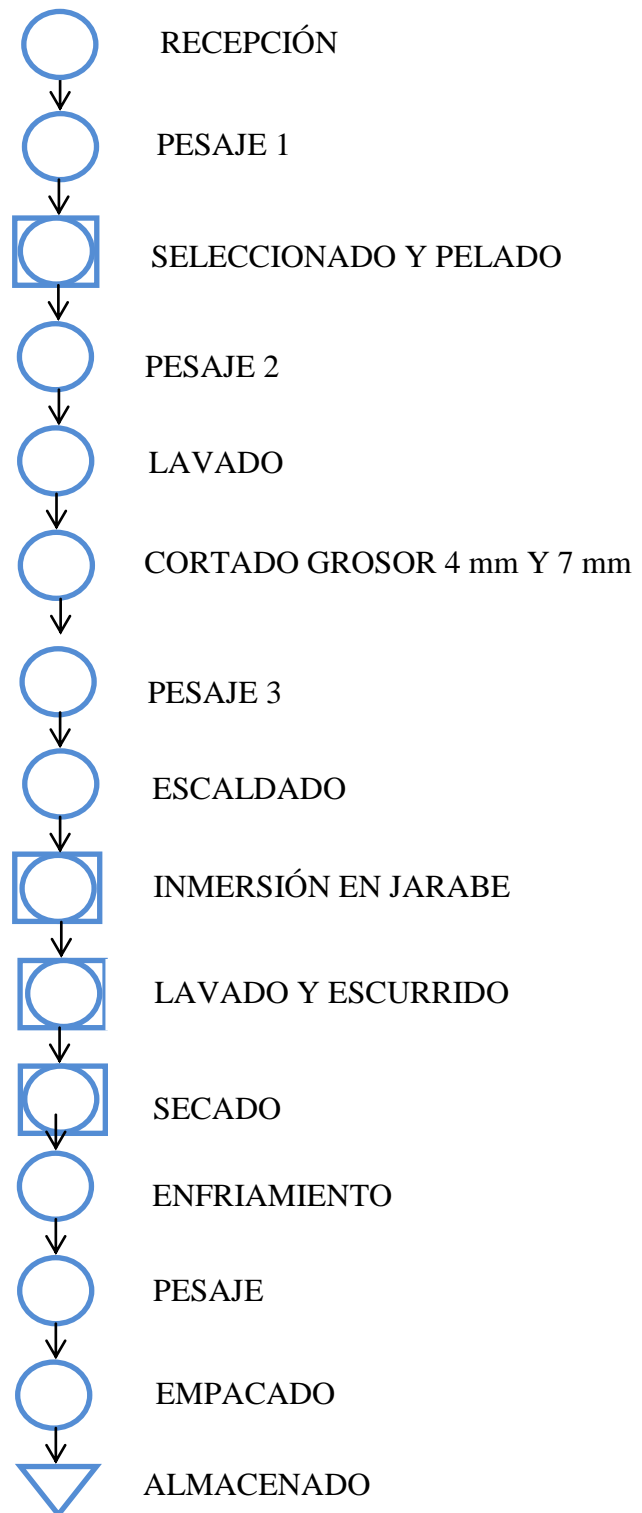 RECEPCIÓN
PESAJE 1
SELECCIONADO Y PELADO
PESAJE 2
LAVADO
CORTADO GROSOR 4 mm Y 7 mm
PESAJE 3
ESCALDADO
INMERSIÓN EN JARABE
LAVADO Y ESCURRIDO
SECADO
ENFRIAMIENTO
PESAJE
EMPACADO
ALMACENADO